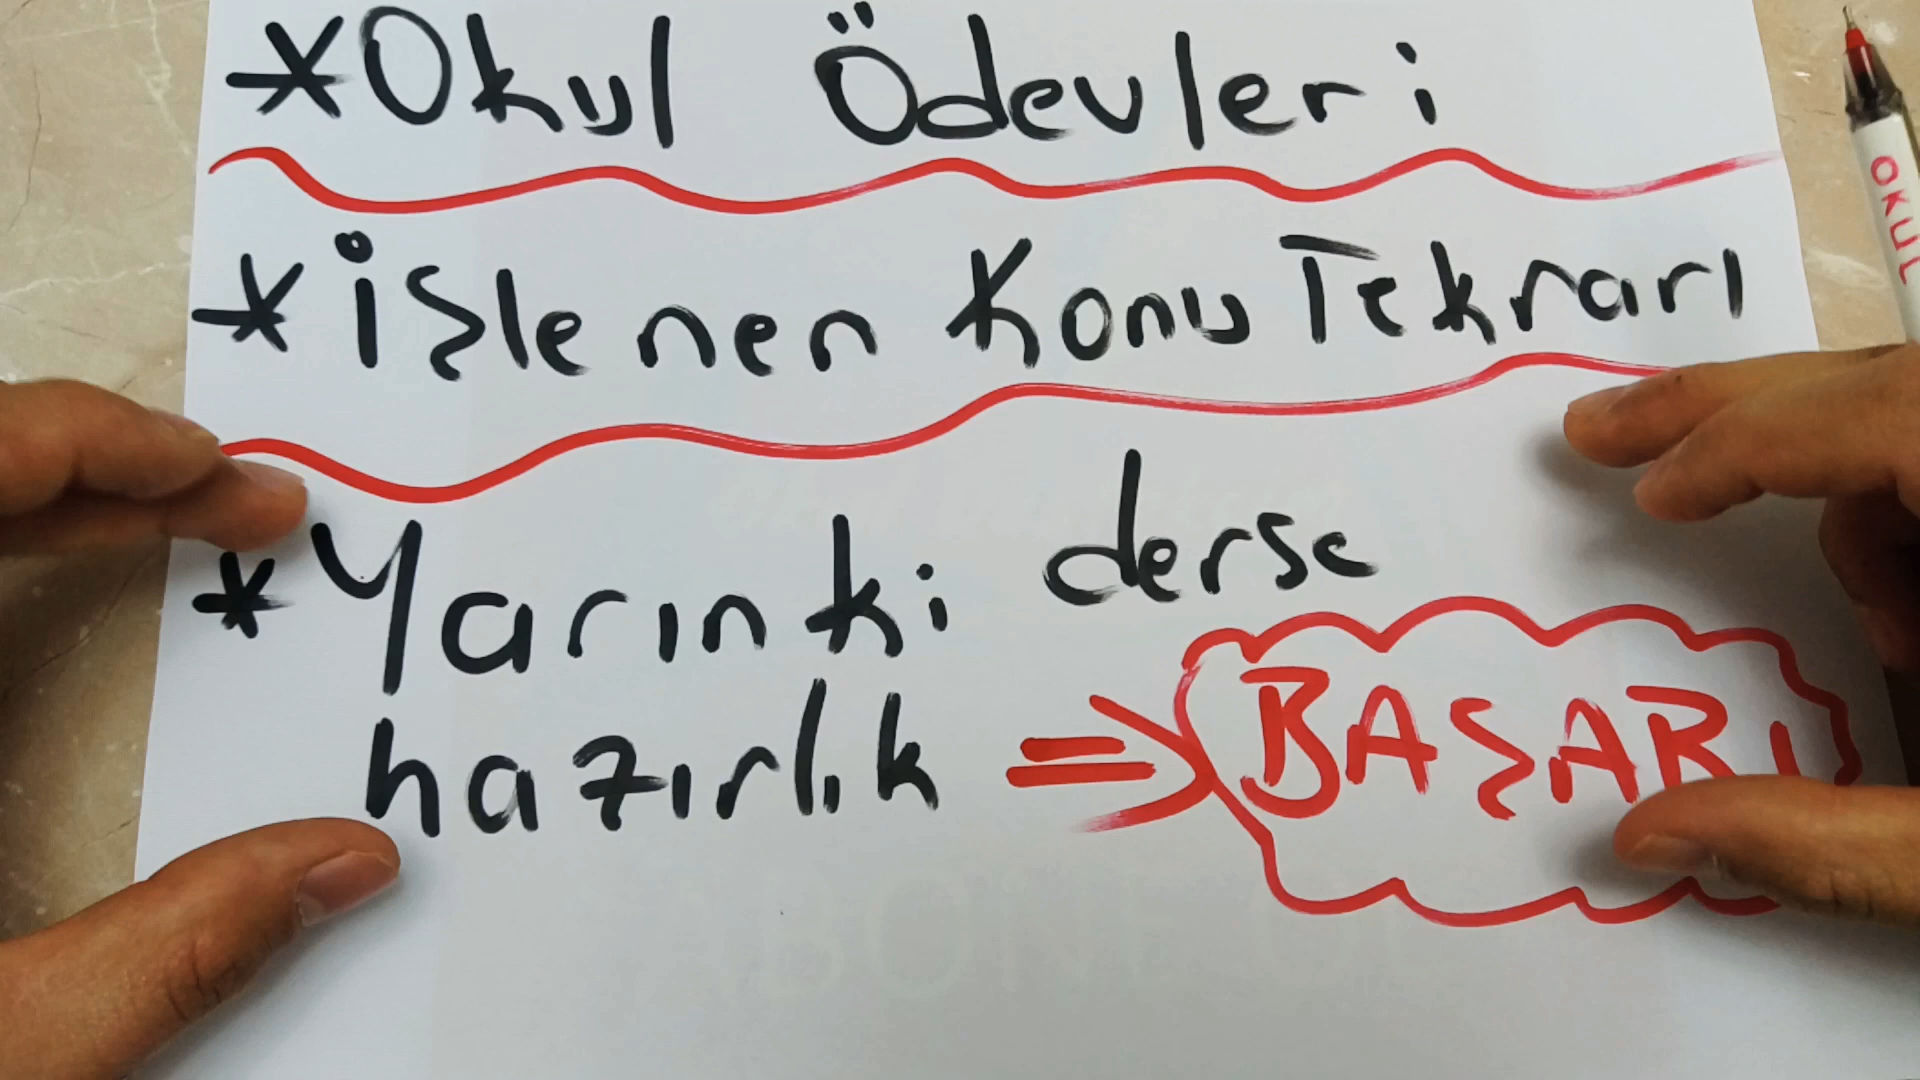 *Okul Ödevleri
*İşlenen Konu Tekrarı
*Yarınki derse
hazırlık ⇒ BAŞARI
OKUL